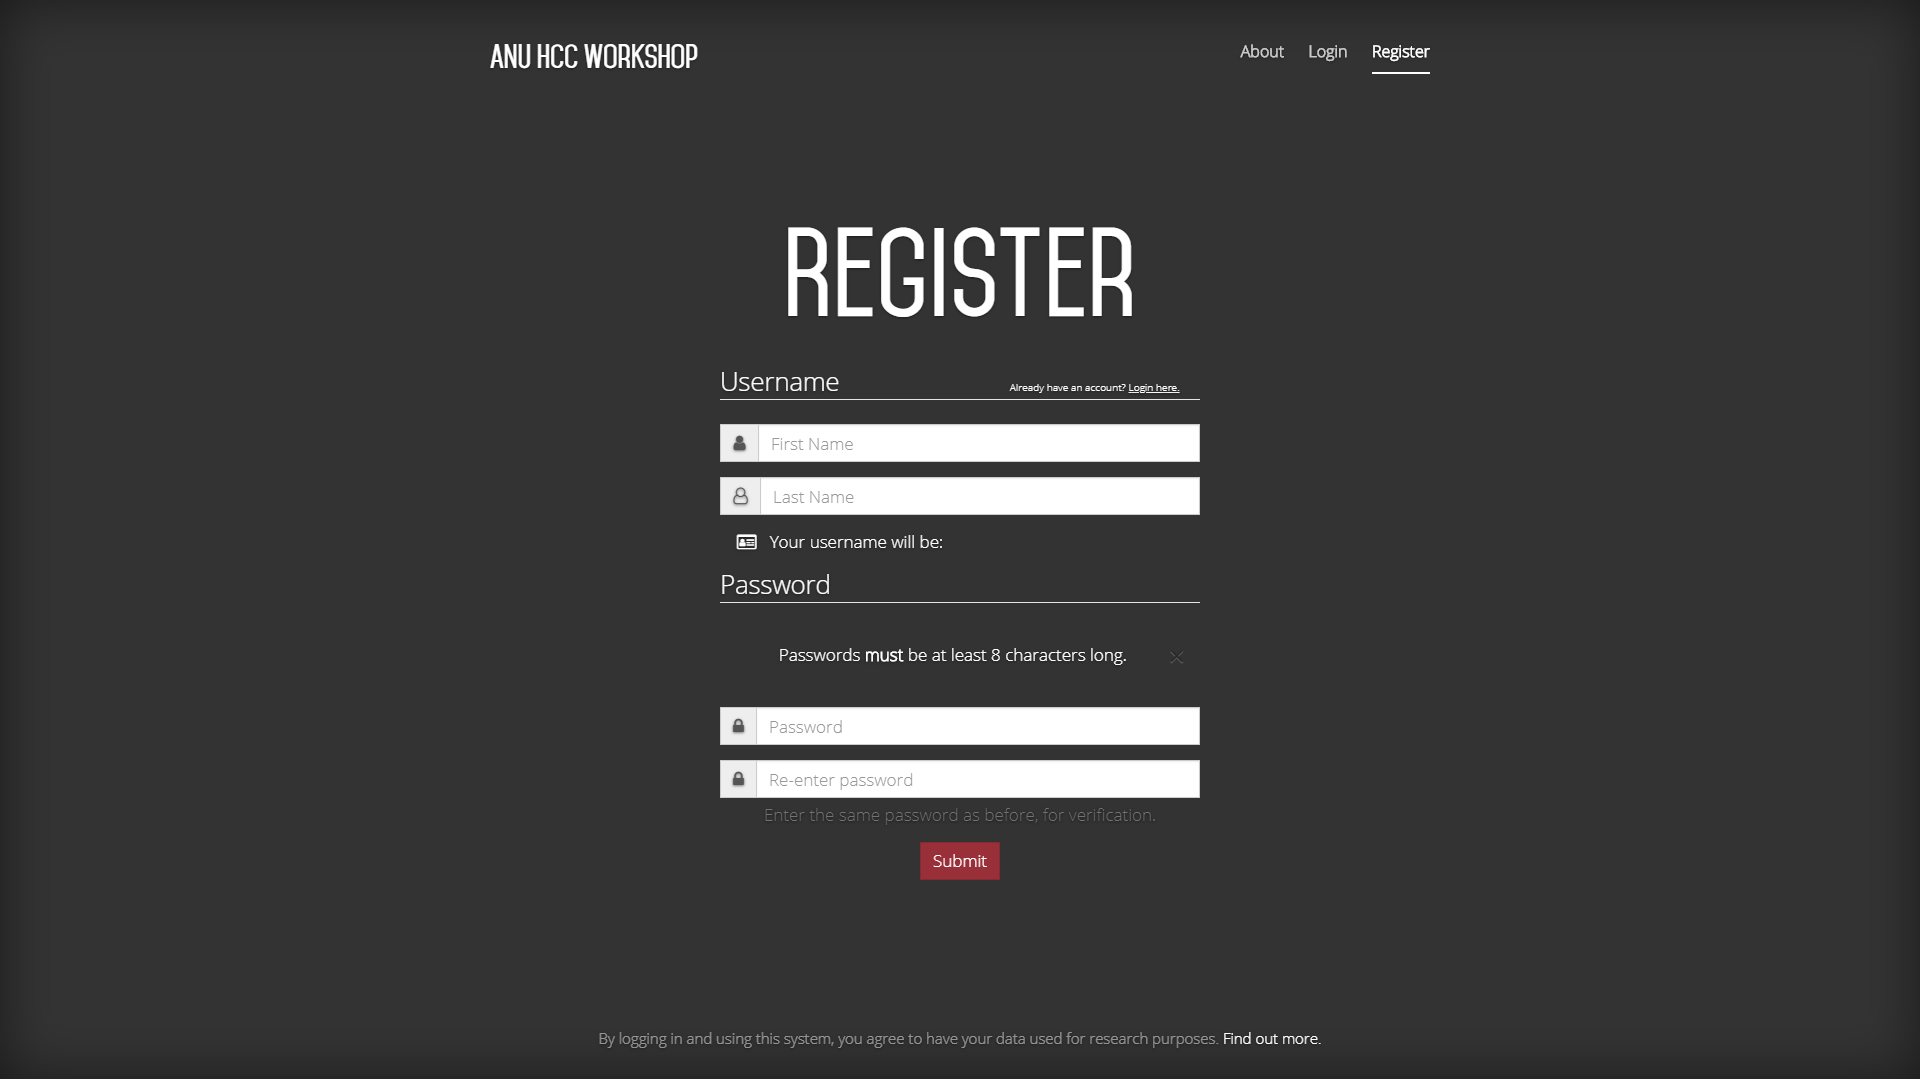 ANU HCC WORKSHOP
About Login Register
REGISTER
Username
Already have an account? Login here.
First Name
Last Name
Your username will be:
Password
Passwords must be at least 8 characters long.
Password
Re-enter password
Enter the same password as before, for verification.
Submit
By logging in and using this system, you agree to have your data used for research purposes. Find out more.